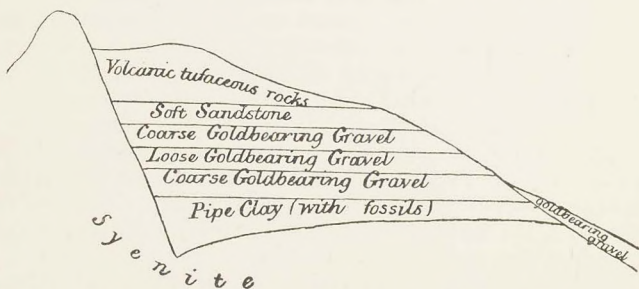 Volcanic tufaceous rocks
Soft Sandstone
Coarse Goldbearing Gravel
Loose Goldbearing Gravel
Coarse Goldbearing Gravel
Pipe Clay (with fossils)
goldbearing
gravel
Syenite